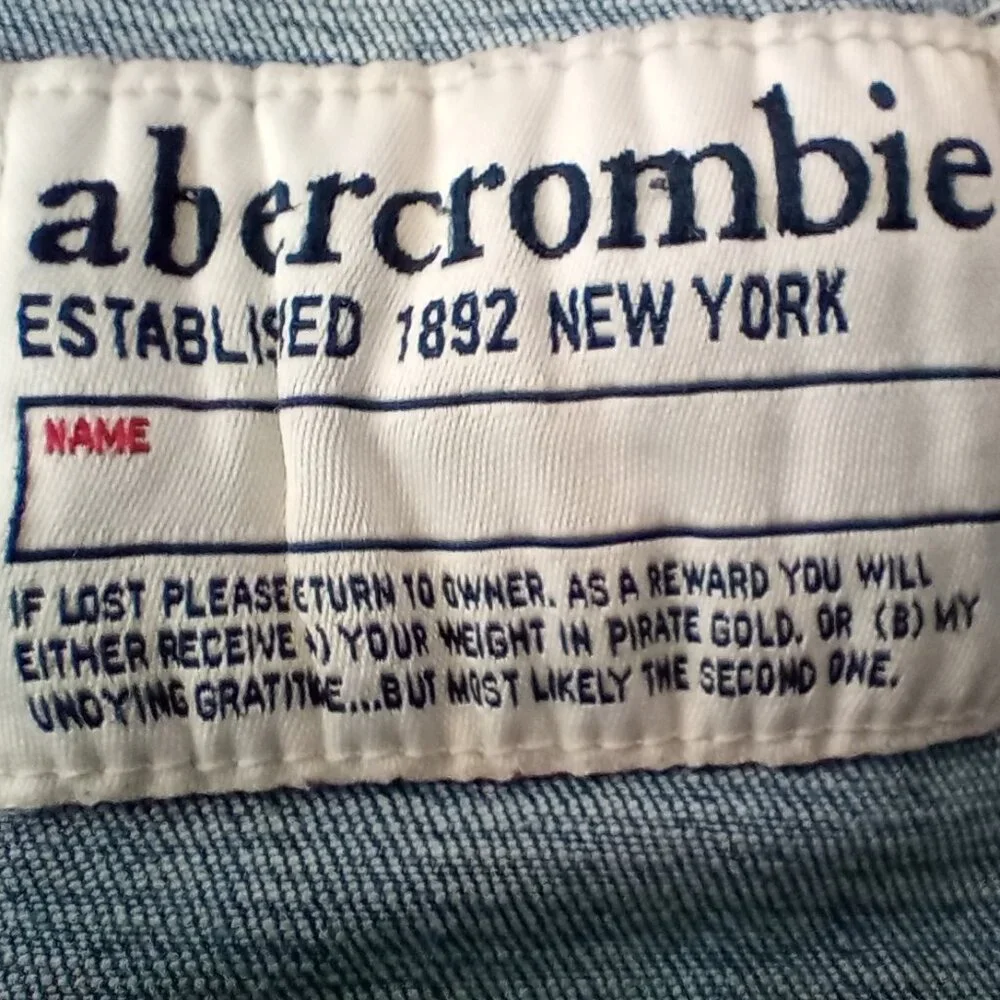 abercrombie
ESTABLISHED 1892 NEW YORK
NAME
IF LOST PLEASE RETURN TO OWNER. AS A REWARD YOU WILL
EITHER RECEIVE A) YOUR WEIGHT IN PIRATE GOLD, OR (B) MY
UNDYING GRATITUDE...BUT MOST LIKELY THE SECOND ONE.